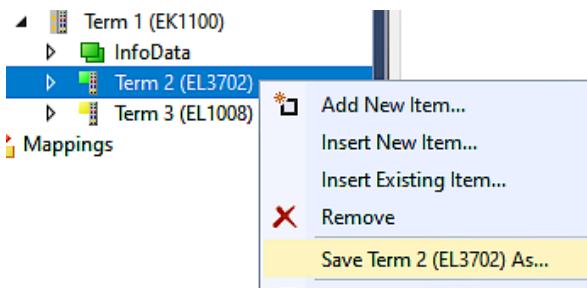 Term 1 (EK1100)
InfoData
Term 2 (EL3702)
Term 3 (EL1008)
Mappings
Add New Item...
Insert New Item...
Insert Existing Item...
Remove
Save Term 2 (EL3702) As...